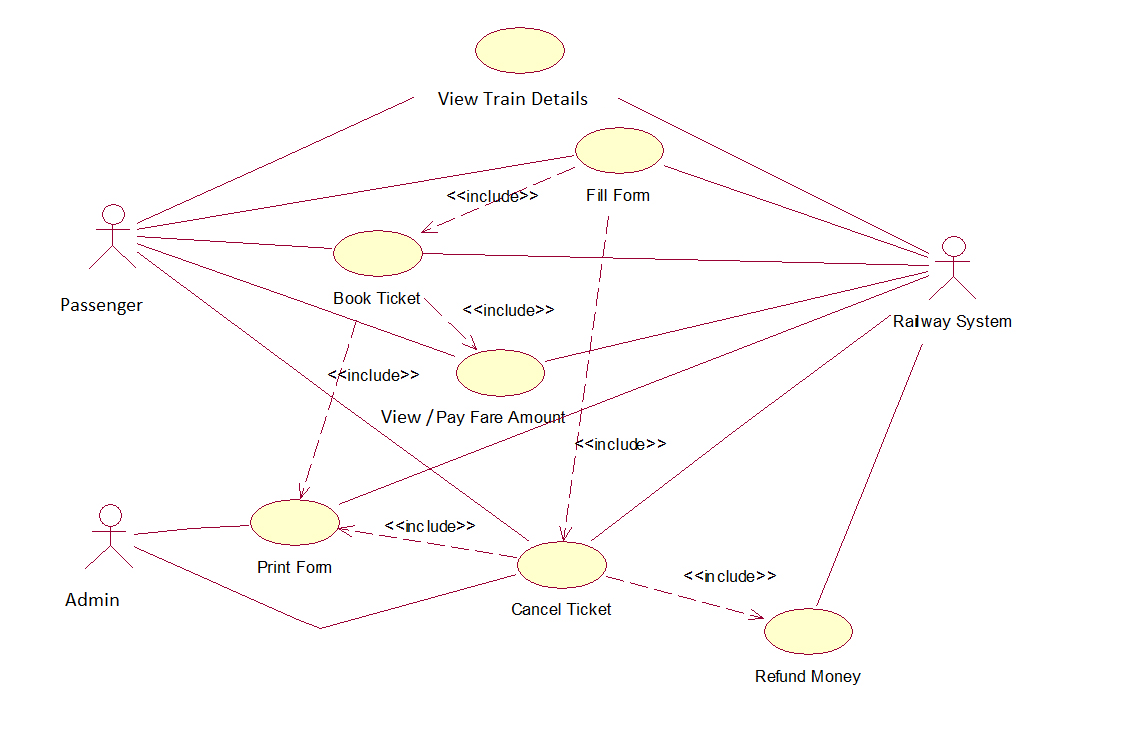 View Train Details
<<include>>
Fill Form
Passenger
Book Ticket
<<include>>
Railway System
<<include>>
View /Pay Fare Amount
<<include>>
<<include>>
Print Form
Admin
<<include>>
Cancel Ticket
Refund Money